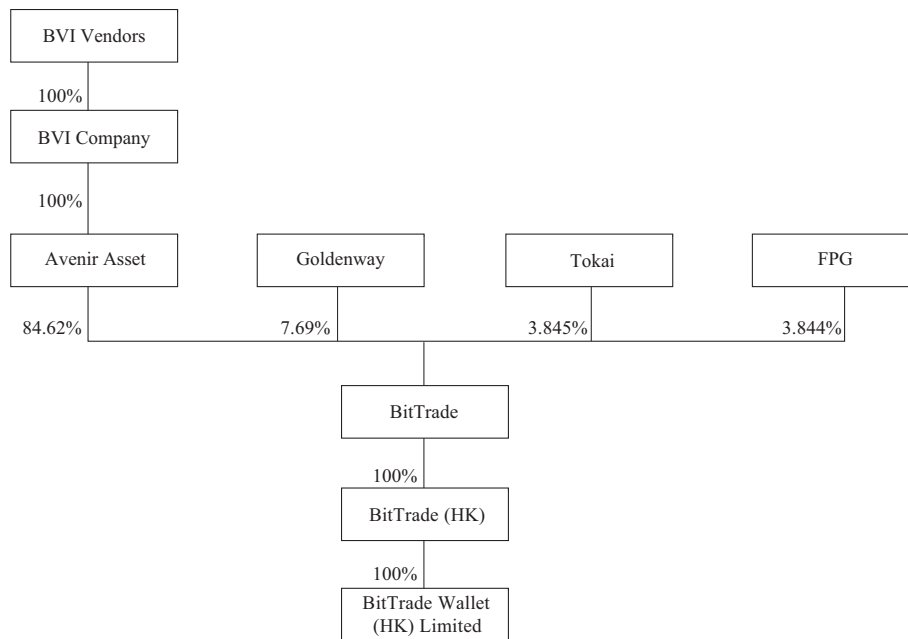 BVI Vendors
100%
BVI Company
100%
Avenir Asset
Goldenway
Tokai
FPG
84.62%
7.69%
3.845%
3.844%
BitTrade
100%
BitTrade (HK)
100%
BitTrade Wallet
(HK) Limited